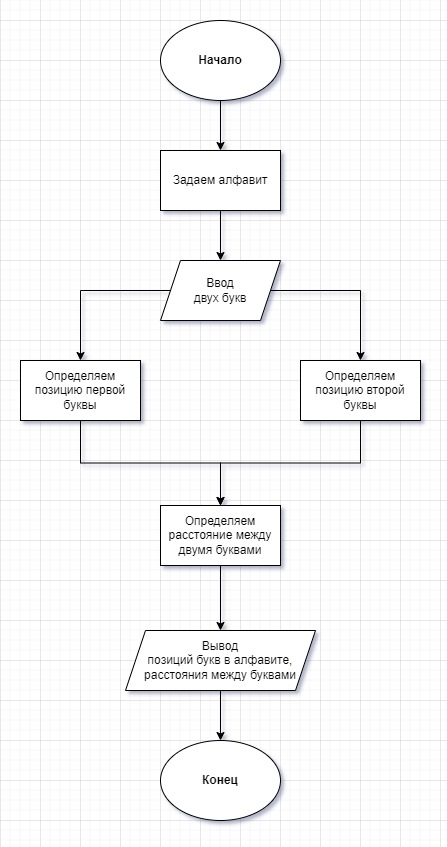 Начало
Задаем алфавит
Ввод
двух букв
Определяем
позицию первой
буквы
Определяем
позицию второй
буквы
Определяем
расстояние между
двумя буквами
Вывод
позиций букв в алфавите,
расстояния между буквами
Конец